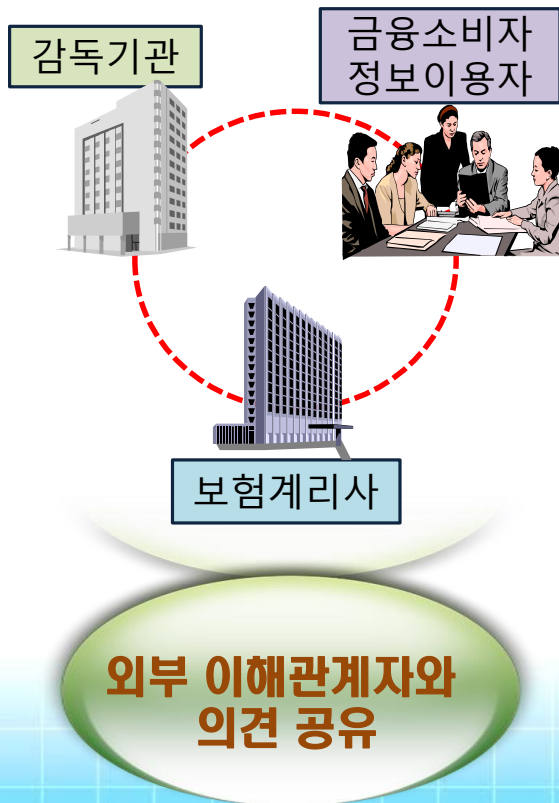 감독기관
금융소비자
정보이용자
보험계리사
외부 이해관계자와
의견 공유